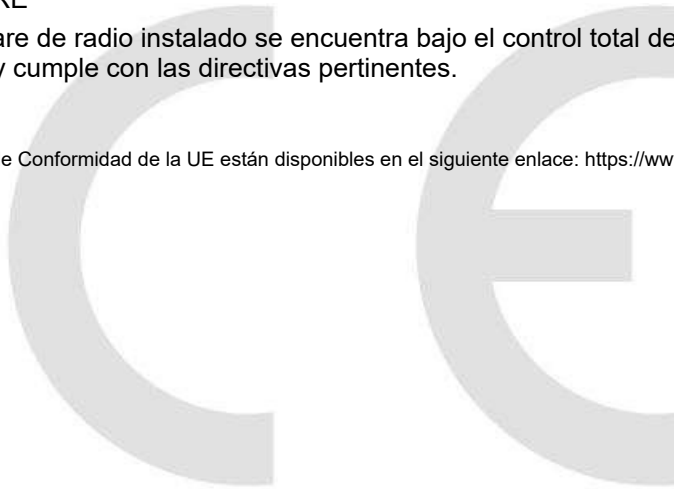 are de radio instalado se encuentra bajo el control total de
y cumple con las directivas pertinentes.
e Conformidad de la UE están disponibles en el siguiente enlace: https://ww
CE